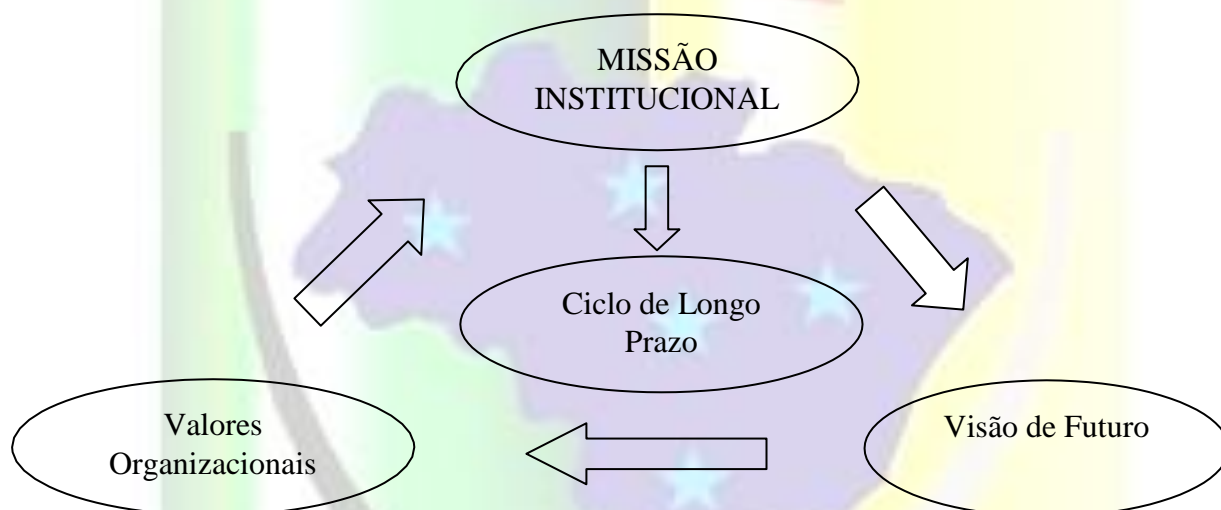 MISSÃO
INSTITUCIONAL
Ciclo de Longo
Prazo
Valores
Organizacionais
Visão de Futuro